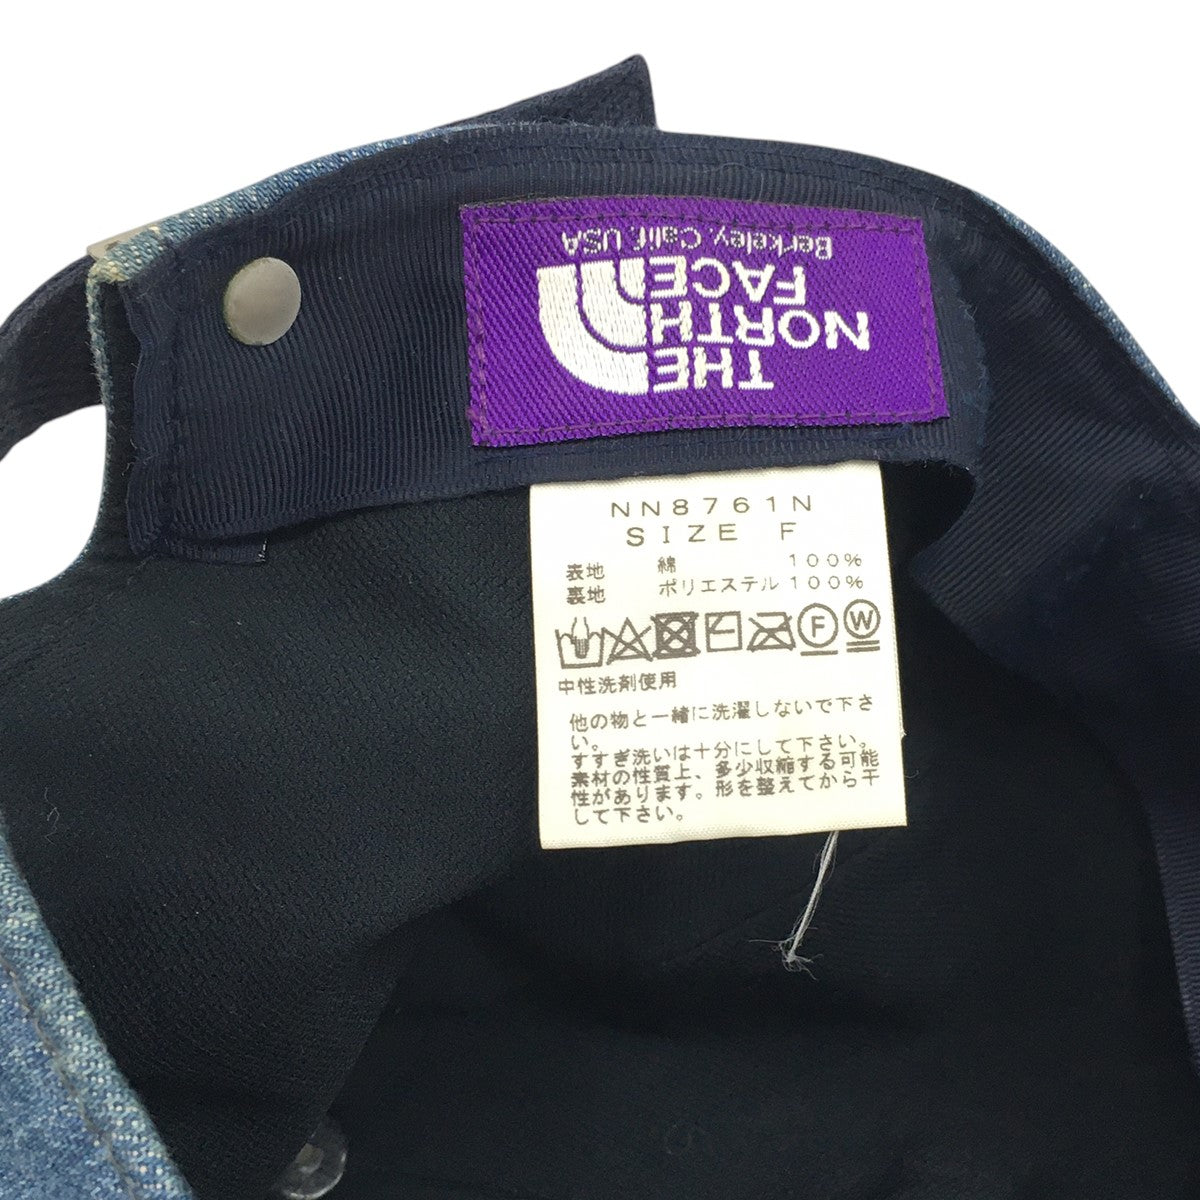 THE
NORTH
FACE
Berkeley, Calif. USA
NN8761N
SIZE F
表地 綿 100%
裏地 ポリエステル 100%
F W
中性洗剤使用
他の物と一緒に洗濯しないで下さ
い。
すすぎ洗いは十分にして下さい。
素材の性質上、多少収縮する可能
性があります。形を整えてから干
して下さい。